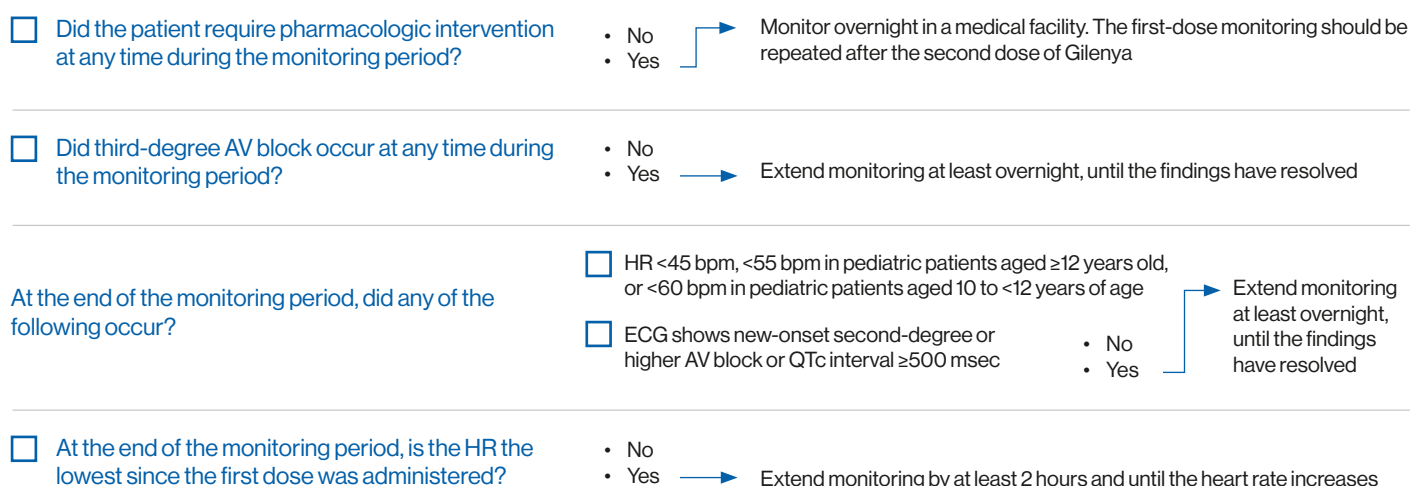 Did the patient require pharmacologic intervention
at any time during the monitoring period?
• No
• Yes
Monitor overnight in a medical facility. The first-dose monitoring should be
repeated after the second dose of Gilenya
Did third-degree AV block occur at any time during
the monitoring period?
• No
• Yes
Extend monitoring at least overnight, until the findings have resolved
At the end of the monitoring period, did any of the
following occur?
HR <45 bpm, <55 bpm in pediatric patients aged ≥12 years old,
or <60 bpm in pediatric patients aged 10 to <12 years of age
ECG shows new-onset second-degree or
higher AV block or QTc interval ≥500 msec
• No
• Yes
Extend monitoring
at least overnight,
until the findings
have resolved
At the end of the monitoring period, is the HR the
lowest since the first dose was administered?
• No
• Yes
Extend monitoring by at least 2 hours and until the heart rate increases